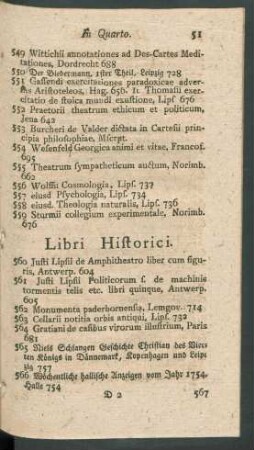 In Quarto. 51
549 Wittichii annotationes ad Des-Cartes Medi-
tationes, Dordrecht 688
550 Der Biedermann, 1ster Theil, Leipzig 728
551 Gassendi exercitationes paradoxicae adver-
sus Aristoteleos, Hag. 656. It. Thomasii exer-
citatio de stoica mundi exustione, Lips 676
552 Praetorii theatrum ethicum et politicum,
Jena 642
553 Burcheri de Valder dictata in Cartesii prin-
cipia philosophiae, Mscrpt.
554 Wesenfeld Georgica animi et vitae, Francof.
695
555 Theatrum sympatheticum auctum, Norimb.
662
556 Wolfii Cosmologia, Lips. 737
557 ejusd Psychologia, Lips. 734
558 eiusd. Theologia naturalis, Lips. 736
559 Sturmii collegium experimentale, Norimb.
676
Libri Historici.
560 Justi Lipsii de Amphitheatro liber cum figu-
ris, Antwerp. 604
561 Justi Lipsii Politicorum s. de machinis
tormentis telis etc. libri quinque, Antwerp.
605
562 Monumenta paderbornensia, Lemgov. 714
563 Cellarii notitia orbis antiqui, Lips. 732
564 Gratiani de casibus virorum illustrium, Paris
681
565 Niels Schlangen Geschichte Christian des Vier-
ten Königs in Dännemark, Kopenhagen und Leip-
zig 757
566 Wöchentliche hallische Anzeigen vom Jahr 1754.
Halle 754
D 2 567